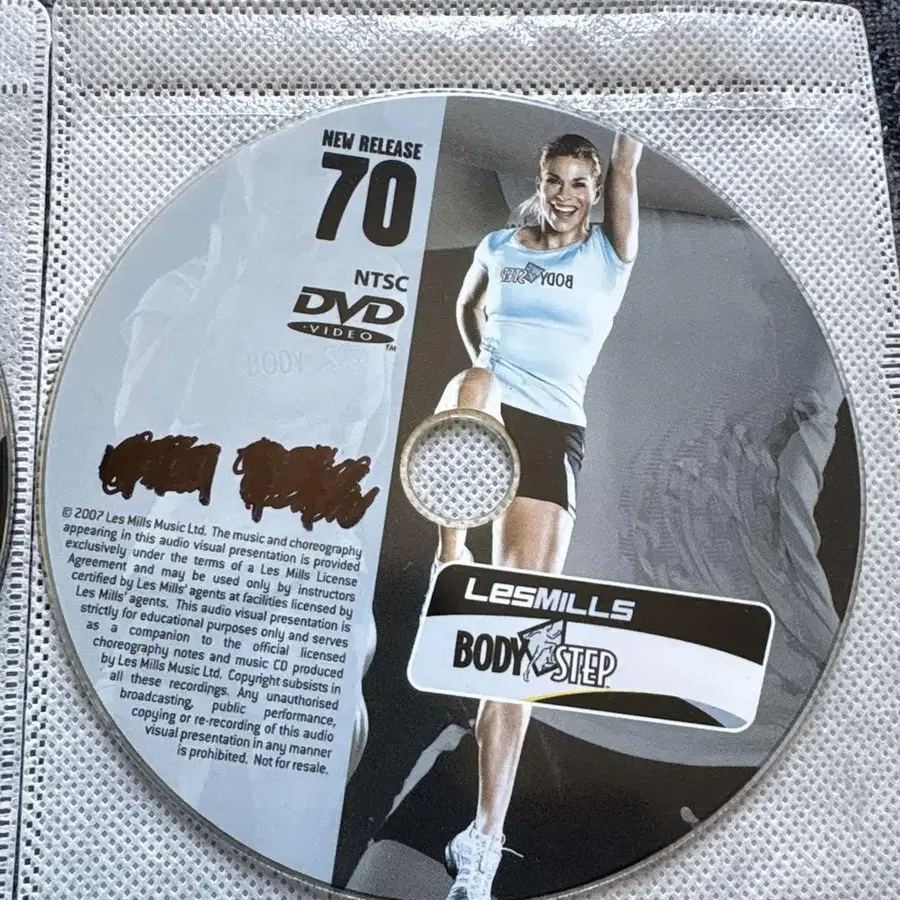 NEW RELEASE
70
NTSC
DVD
VIDEO
TM
BODY STEP
© 2007 Les Mills Music Ltd. The music and choreography
appearing in this audio visual presentation is provided
exclusively under the terms of a Les Mills License
Agreement and may be used only by instructors
certified by Les Mills' agents at facilities licensed by
Les Mills' agents. This audio visual presentation is
strictly for educational purposes only and serves
as a companion to the official licensed
choreography notes and music CD produced
by Les Mills Music Ltd. Copyright subsists in
all these recordings. Any unauthorised
broadcasting, public performance,
copying or re-recording of this audio
visual presentation in any manner
is prohibited. Not for resale.
LESMILLS
BODY STEP